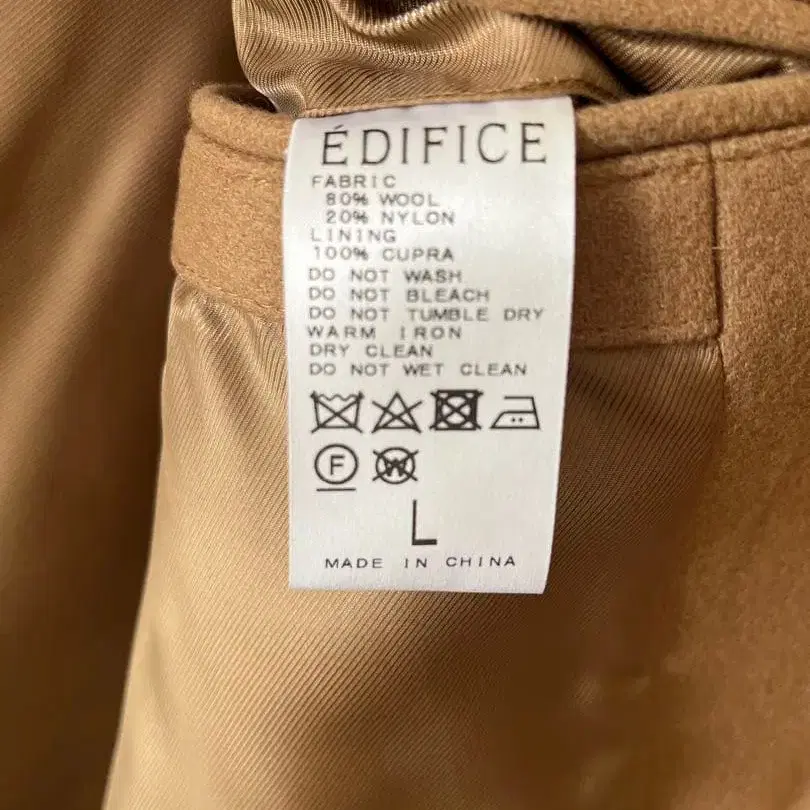 ÉDIFICE
FABRIC
80% WOOL
20% NYLON
LINING
100% CUPRA
DO NOT WASH
DO NOT BLEACH
DO NOT TUMBLE DRY
WARM IRON
DRY CLEAN
DO NOT WET CLEAN
F W
L
MADE IN CHINA